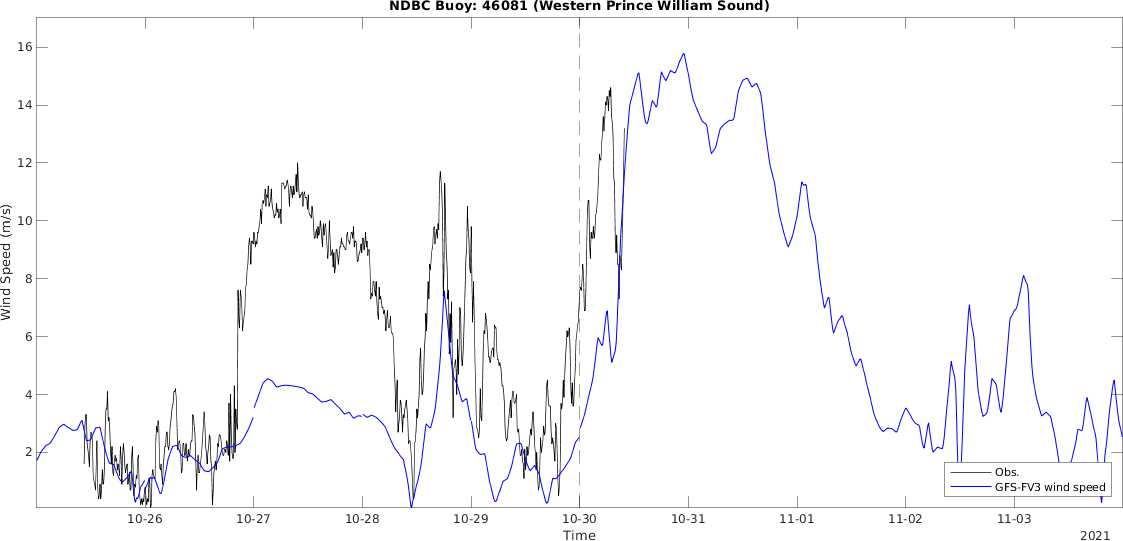 NDBC Buoy: 46081 (Western Prince William Sound)
16
14
12
10
8
6
4
2
Wind Speed (m/s)
Obs.
GFS-FV3 wind speed
10-26 10-27 10-28 10-29 10-30 10-31 11-01 11-02 11-03
Time
2021